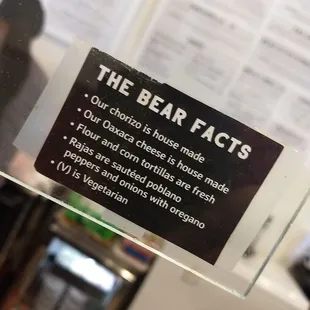 THE BEAR FACTS
• Our chorizo is house made
• Our Oaxaca cheese is house made
• Flour and corn tortillas are fresh
• Rajas are sautéed poblano
peppers and onions with oregano
• (V) is Vegetarian